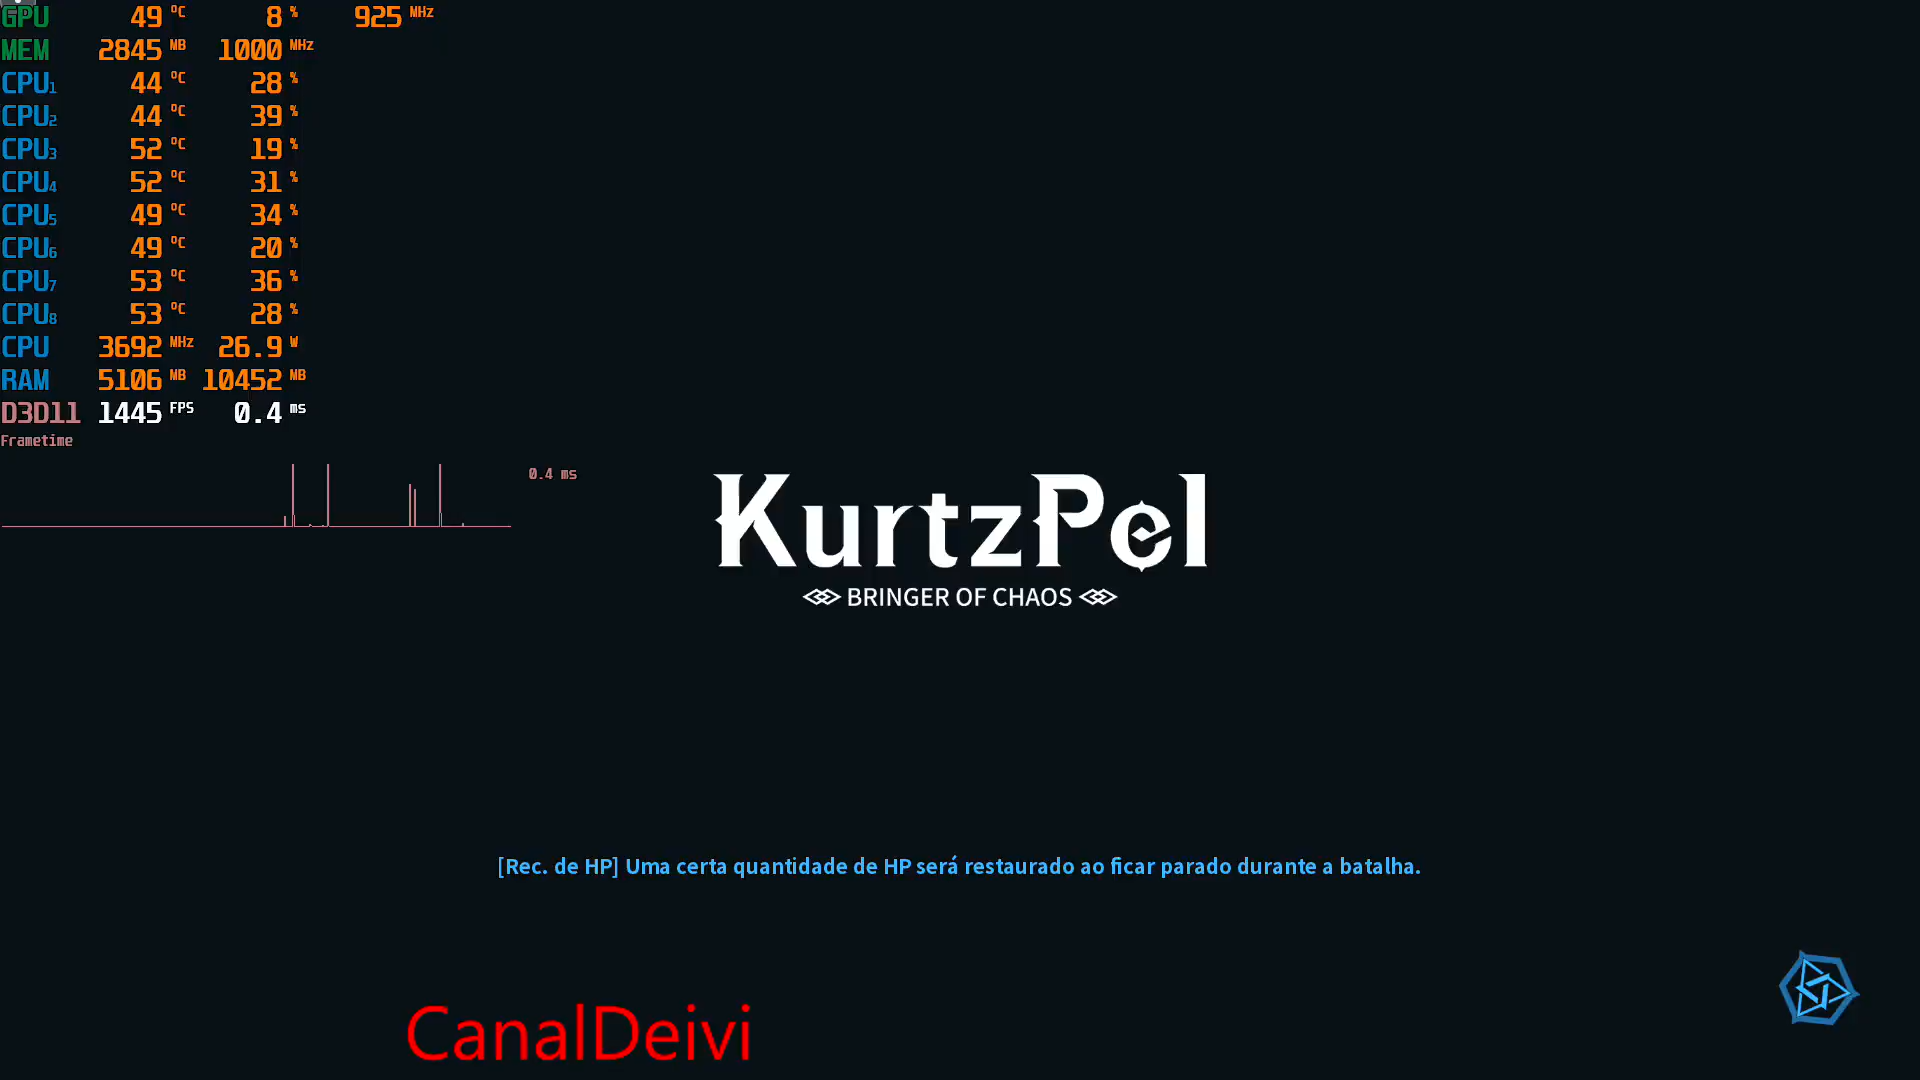 GPU 49 °C 8 % 925 MHz
MEM 2845 MB 1000 MHz
CPU1 44 °C 28 %
CPU2 44 °C 39 %
CPU3 52 °C 19 %
CPU4 52 °C 31 %
CPU5 49 °C 34 %
CPU6 49 °C 20 %
CPU7 53 °C 36 %
CPU8 53 °C 28 %
CPU 3692 MHz 26.9 W
RAM 5106 MB 10452 MB
D3D11 1445 FPS 0.4 ms
Frametime
0.4 ms
KurtzPel
BRINGER OF CHAOS
[Rec. de HP] Uma certa quantidade de HP será restaurado ao ficar parado durante a batalha.
CanalDeivi